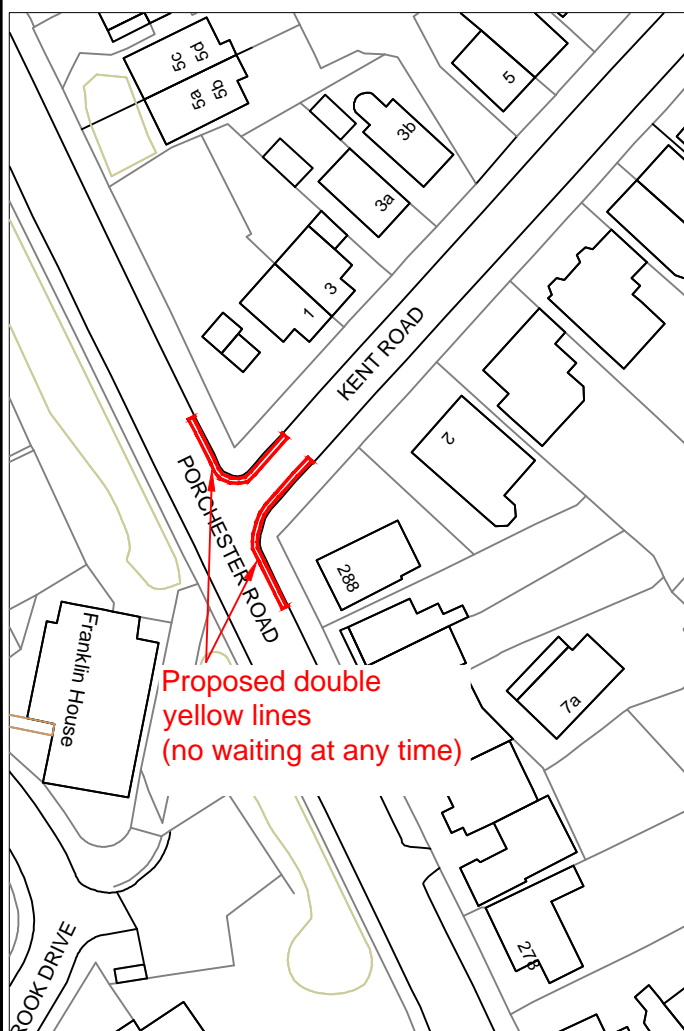 5d
5c
5b
5a
5
3b
3a
3
1
KENT ROAD
2
PORCHESTER ROAD
288
Franklin House
Proposed double
yellow lines
(no waiting at any time)
7a
278
ROOK DRIVE